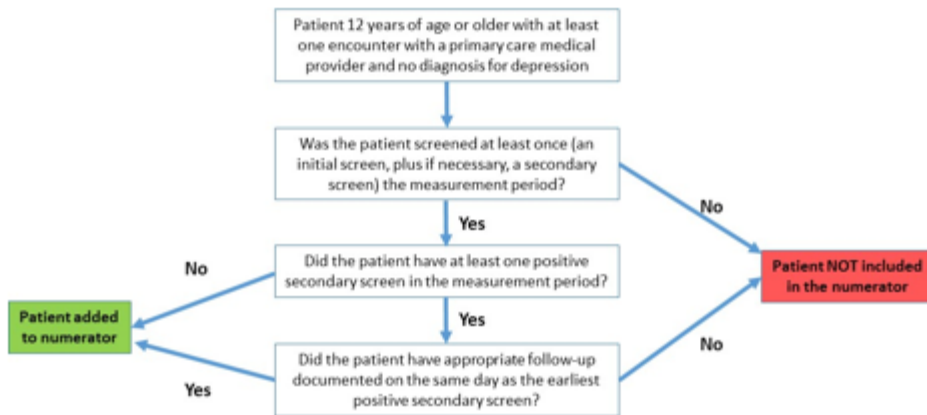 Patient 12 years of age or older with at least
one encounter with a primary care medical
provider and no diagnosis for depression
Was the patient screened at least once (an
initial screen, plus if necessary, a secondary
screen) the measurement period?
No
Yes
No
Did the patient have at least one positive
secondary screen in the measurement period?
Patient NOT included
in the numerator
Patient added
to numerator
Yes
No
Did the patient have appropriate follow-up
documented on the same day as the earliest
positive secondary screen?
Yes